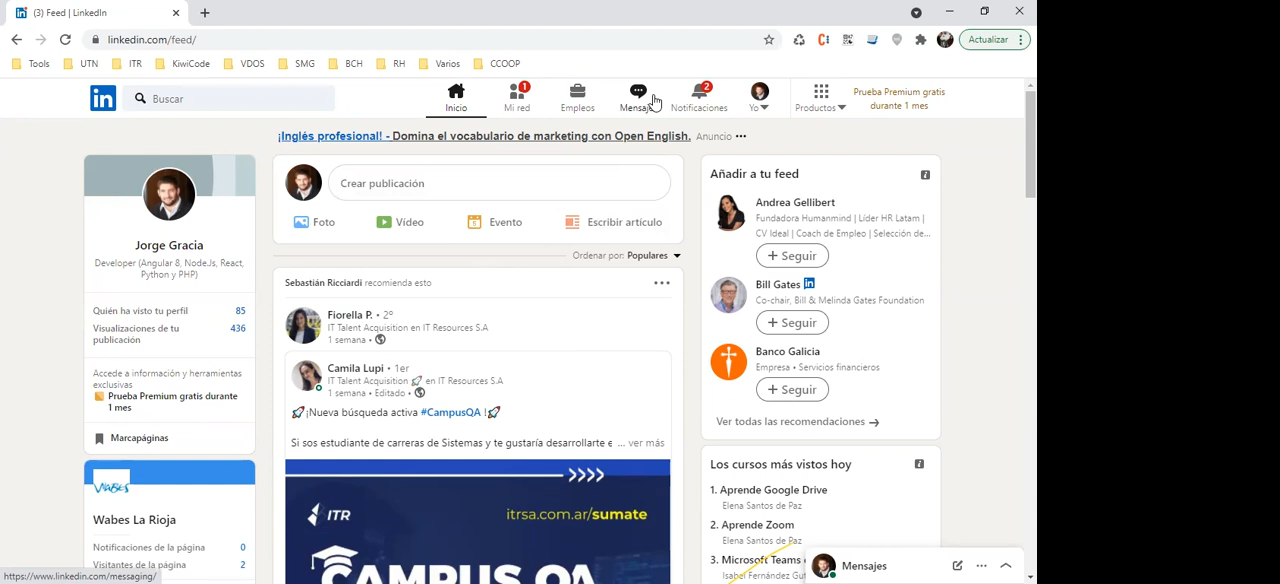 (3) Feed | LinkedIn
linkedin.com/feed/
Actualizar
Tools UTN ITR KiwiCode VDOS SMG BCH RH Varios CCOOP
in Buscar
1 2
Inicio Mi red Empleos Notificaciones Yo Productos
Prueba Premium gratis
durante 1 mes
¡Inglés profesional! - Domina el vocabulario de marketing con Open English. Anuncio
Jorge Gracia
Developer (Angular 8, NodeJs, React,
Python y PHP)
Quién ha visto tu perfil 85
Visualizaciones de tu 436
publicación
Accede a información y herramientas
exclusivas
Prueba Premium gratis durante
1 mes
Marcapáginas
WABES
Wabes La Rioja
Notificaciones de la página 0
Visitantes de la página 2
https://www.linkedin.com/messaging/
Crear publicación
Foto Vídeo Evento Escribir artículo
Ordenar por: Populares
Sebastián Ricciardi recomienda esto
Fiorella P. • 2º
IT Talent Acquisition en IT Resources S.A
1 semana •
Camila Lupi • 1er
IT Talent Acquisition 🚀 en IT Resources S.A
1 semana • Editado •
🚀¡Nueva búsqueda activa #CampusQA !🚀
Si sos estudiante de carreras de Sistemas y te gustaría desarrollarte e ... ver más
ITR itrsa.com.ar/sumate
CAMPUS QA
Añadir a tu feed
Andrea Gellibert
Fundadora Humanmind | Líder HR Latam |
CV Ideal | Coach de Empleo | Selección de...
+ Seguir
Bill Gates in
Co-chair, Bill & Melinda Gates Foundation
+ Seguir
Banco Galicia
Empresa • Servicios financieros
+ Seguir
Ver todas las recomendaciones →
Los cursos más vistos hoy
1. Aprende Google Drive
Elena Santos de Paz
2. Aprende Zoom
Elena Santos de Paz
3. Microsoft Teams
Isabel Fernández
Mensajes